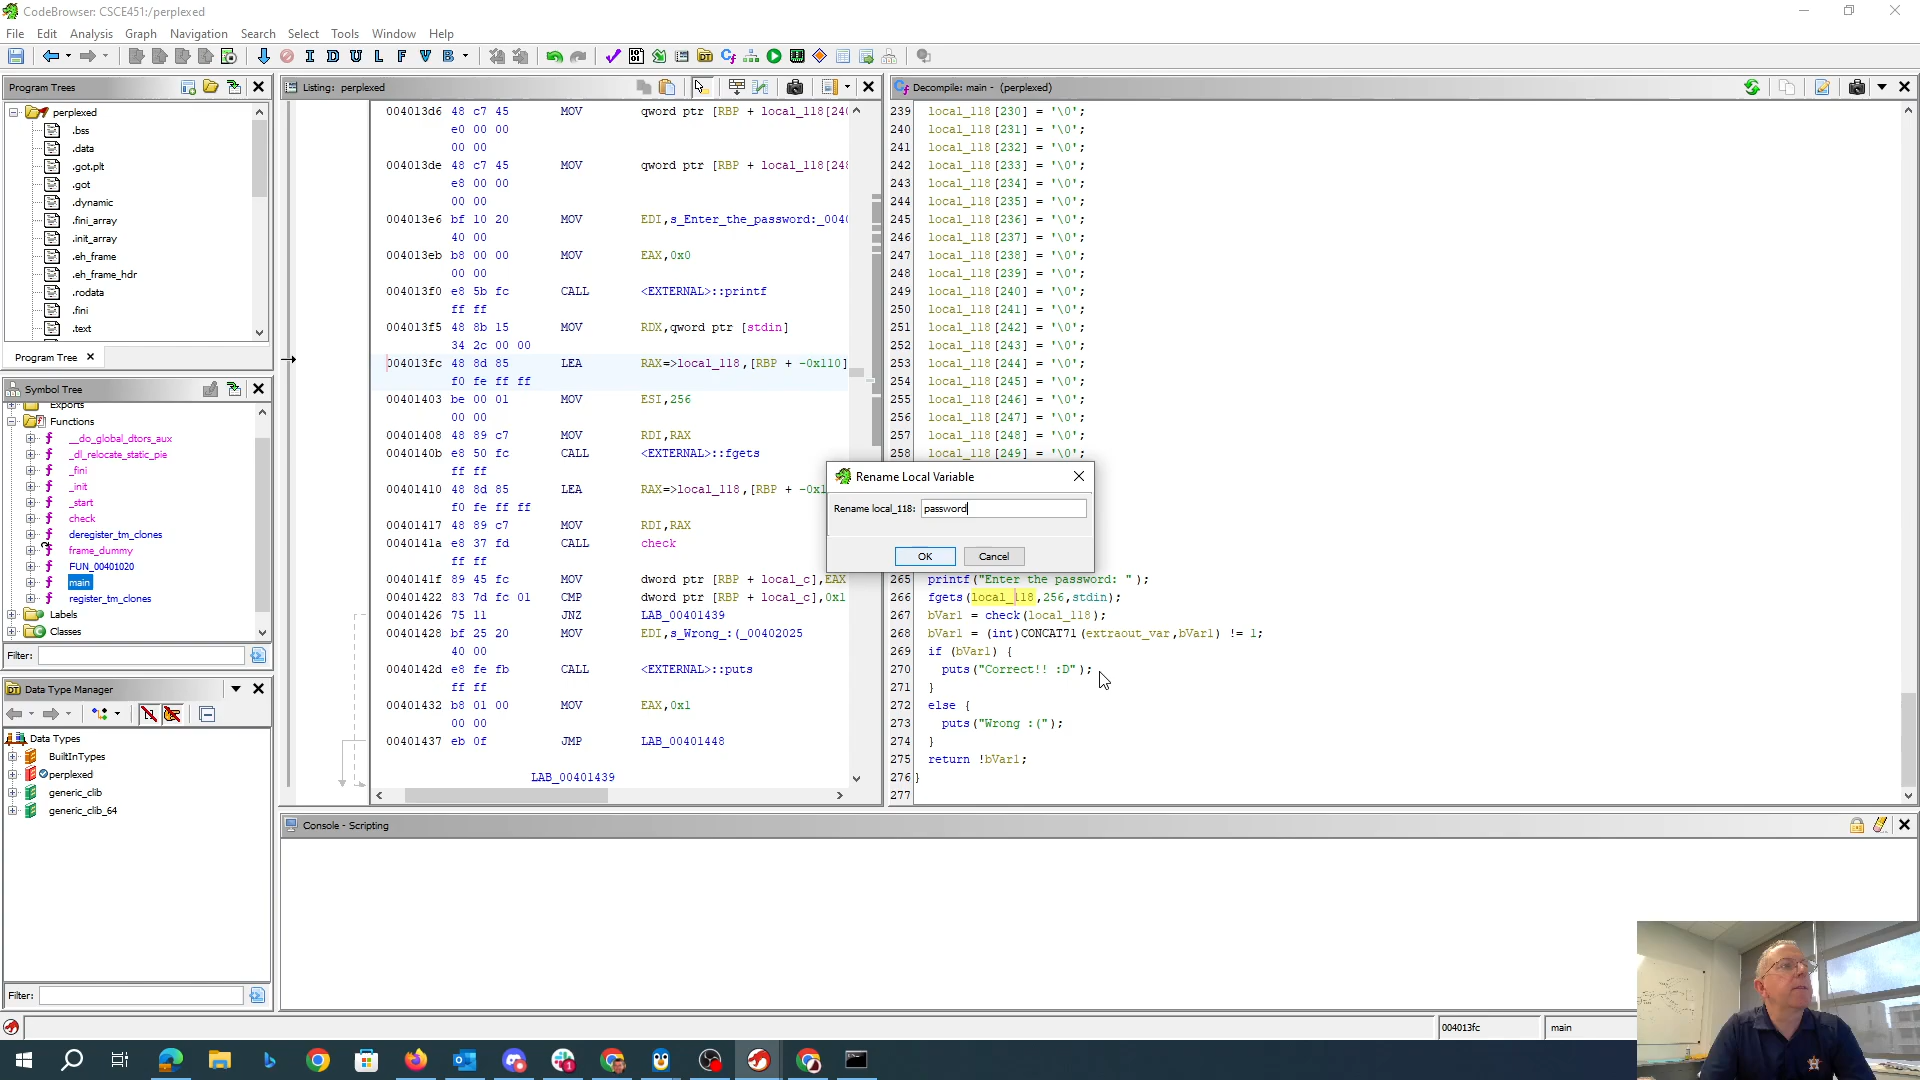 CodeBrowser: CSCE451:/perplexed
File Edit Analysis Graph Navigation Search Select Tools Window Help
I D U L F V B
Program Trees
perplexed
.bss
.data
.got.plt
.got
.dynamic
.fini_array
.init_array
.eh_frame
.eh_frame_hdr
.rodata
.fini
.text
Program Tree
Symbol Tree
Exports
Functions
__do_global_dtors_aux
_dl_relocate_static_pie
_fini
_init
_start
check
deregister_tm_clones
frame_dummy
FUN_00401020
main
register_tm_clones
Labels
Classes
Filter:
Data Type Manager
Data Types
BuiltInTypes
perplexed
generic_clib
generic_clib_64
Filter:
Listing: perplexed
004013d6 48 c7 45 MOV qword ptr [RBP + local_118[240
e0 00 00
00 00
004013de 48 c7 45 MOV qword ptr [RBP + local_118[248
e8 00 00
00 00
004013e6 bf 10 20 MOV EDI,s_Enter_the_password:_0040
40 00
004013eb b8 00 00 MOV EAX,0x0
00 00
004013f0 e8 5b fc CALL <EXTERNAL>::printf
ff ff
004013f5 48 8b 15 MOV RDX,qword ptr [stdin]
34 2c 00 00
004013fc 48 8d 85 LEA RAX=>local_118,[RBP + -0x110]
f0 fe ff ff
00401403 be 00 01 MOV ESI,256
00 00
00401408 48 89 c7 MOV RDI,RAX
0040140b e8 50 fc CALL <EXTERNAL>::fgets
ff ff
00401410 48 8d 85 LEA RAX=>local_118,[RBP + -0x1
f0 fe ff ff
00401417 48 89 c7 MOV RDI,RAX
0040141a e8 37 fd CALL check
ff ff
0040141f 89 45 fc MOV dword ptr [RBP + local_c],EAX
00401422 83 7d fc 01 CMP dword ptr [RBP + local_c],0x1
00401426 75 11 JNZ LAB_00401439
00401428 bf 25 20 MOV EDI,s_Wrong_:(_00402025
40 00
0040142d e8 fe fb CALL <EXTERNAL>::puts
ff ff
00401432 b8 01 00 MOV EAX,0x1
00 00
00401437 eb 0f JMP LAB_00401448
LAB_00401439
Decompile: main - (perplexed)
239 local_118[230] = '\0';
240 local_118[231] = '\0';
241 local_118[232] = '\0';
242 local_118[233] = '\0';
243 local_118[234] = '\0';
244 local_118[235] = '\0';
245 local_118[236] = '\0';
246 local_118[237] = '\0';
247 local_118[238] = '\0';
248 local_118[239] = '\0';
249 local_118[240] = '\0';
250 local_118[241] = '\0';
251 local_118[242] = '\0';
252 local_118[243] = '\0';
253 local_118[244] = '\0';
254 local_118[245] = '\0';
255 local_118[246] = '\0';
256 local_118[247] = '\0';
257 local_118[248] = '\0';
258 local_118[249] = '\0';
Rename Local Variable
Rename local_118: password
OK Cancel
265 printf("Enter the password: ");
266 fgets(local_118,256,stdin);
267 bVar1 = check(local_118);
268 bVar1 = (int)CONCAT71(extraout_var,bVar1) != 1;
269 if (bVar1) {
270 puts("Correct!! :D");
271 }
272 else {
273 puts("Wrong :(");
274 }
275 return !bVar1;
276 }
277
Console - Scripting
004013fc main